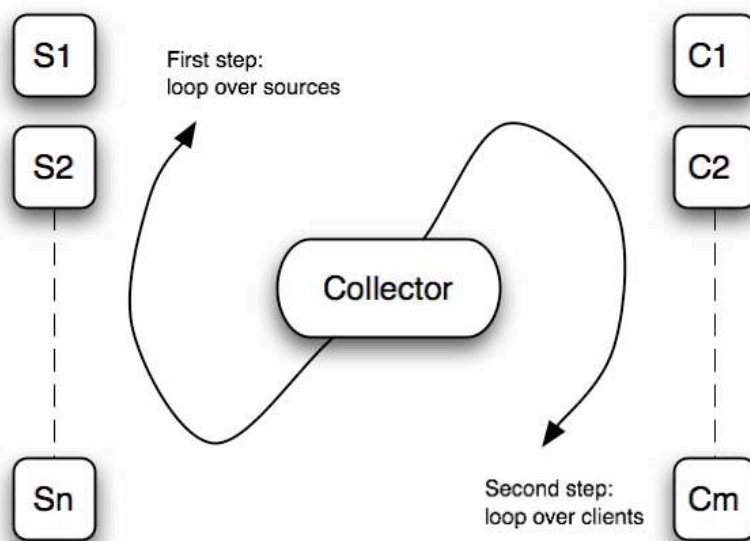 S1
First step:
loop over sources
C1
S2
C2
Collector
Sn
Second step:
loop over clients
Cm